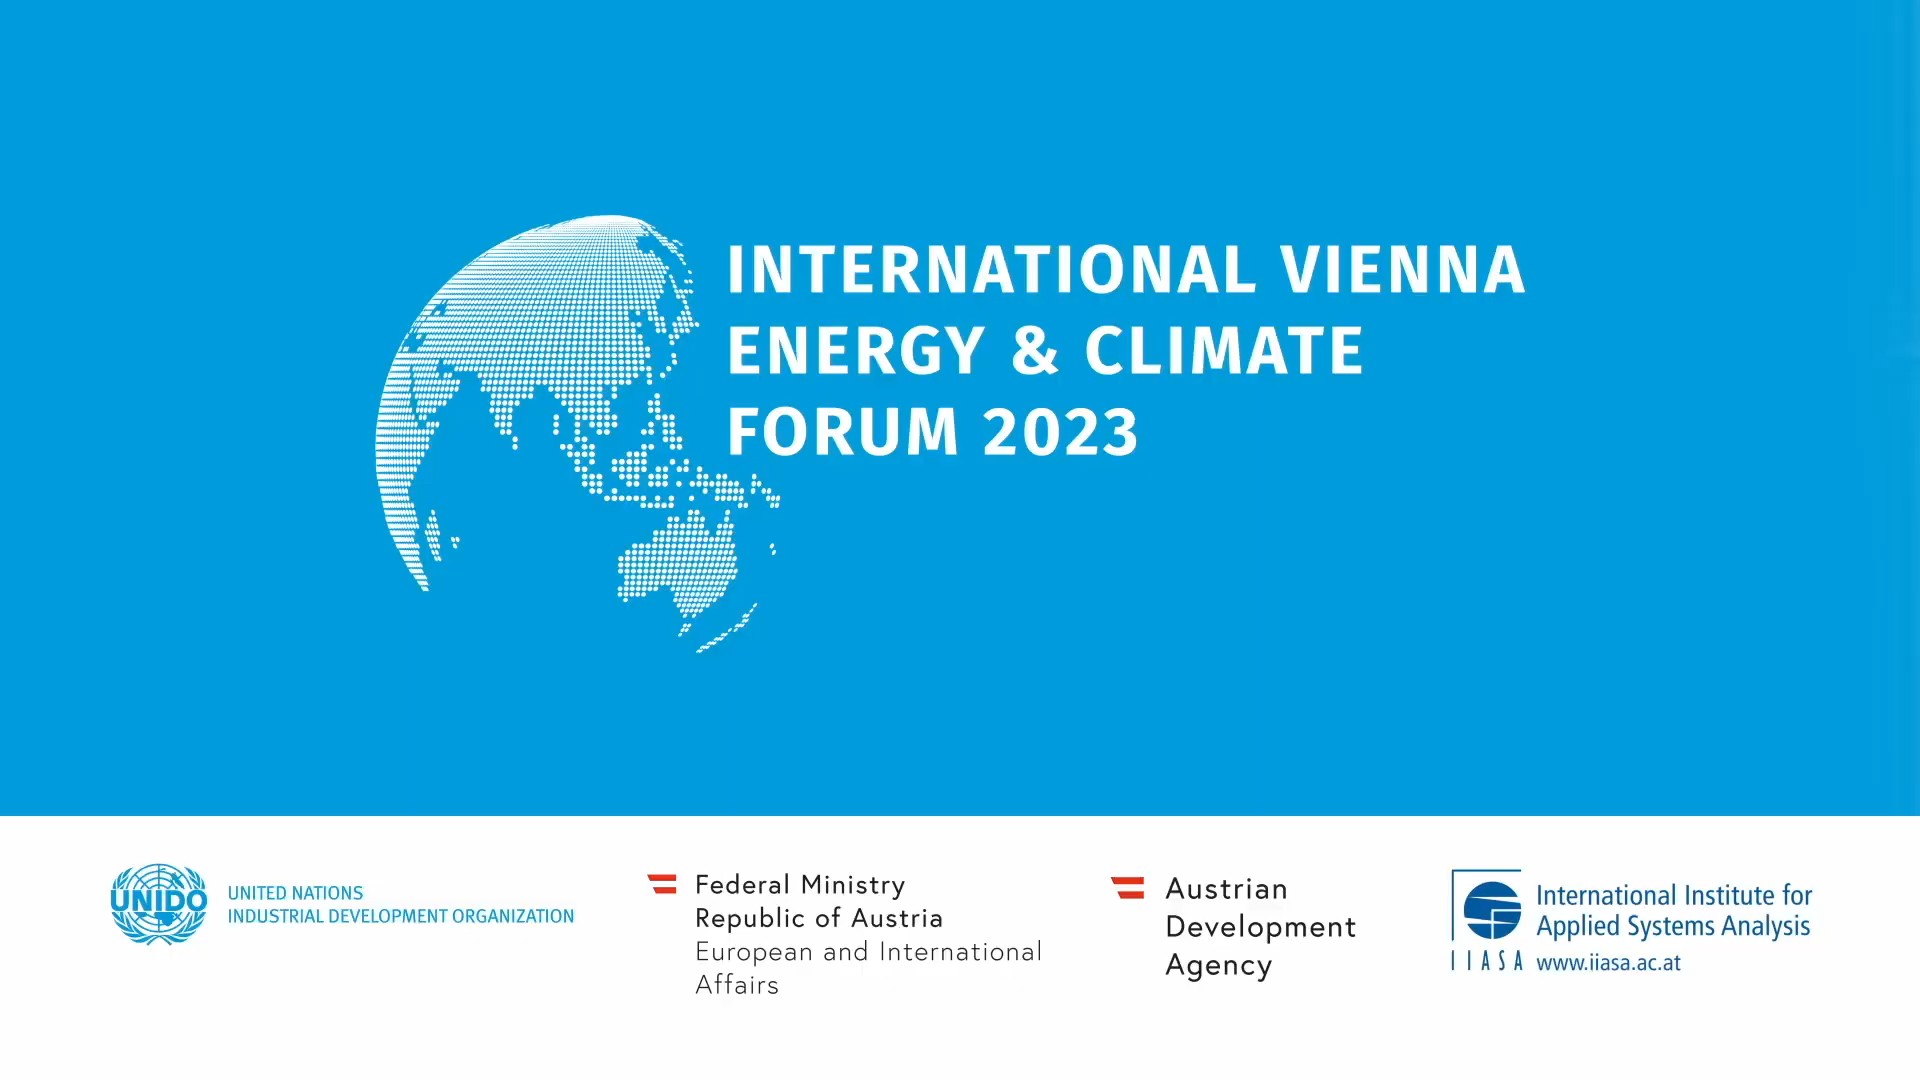 INTERNATIONAL VIENNA
ENERGY & CLIMATE
FORUM 2023
UNIDO
UNITED NATIONS
INDUSTRIAL DEVELOPMENT ORGANIZATION
Federal Ministry
Republic of Austria
European and International
Affairs
Austrian
Development
Agency
IIASA
International Institute for
Applied Systems Analysis
www.iiasa.ac.at